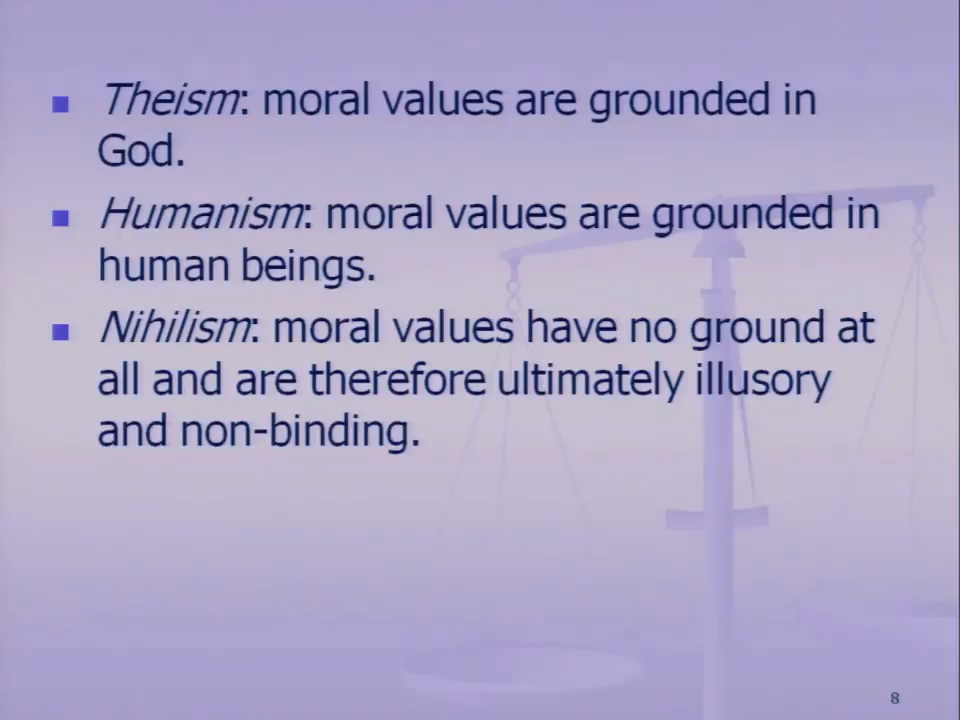 Theism: moral values are grounded in
God.
Humanism: moral values are grounded in
human beings.
Nihilism: moral values have no ground at
all and are therefore ultimately illusory
and non-binding.
8